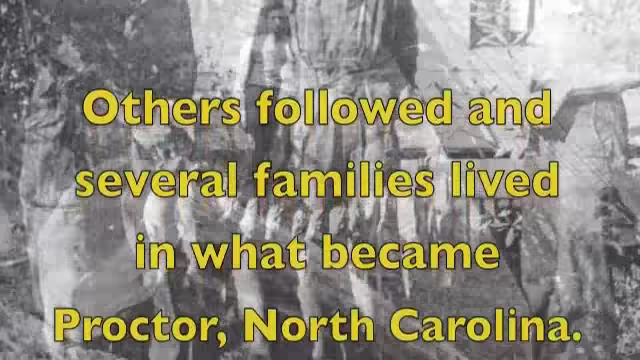 Others followed and
several families lived
in what became
Proctor, North Carolina.